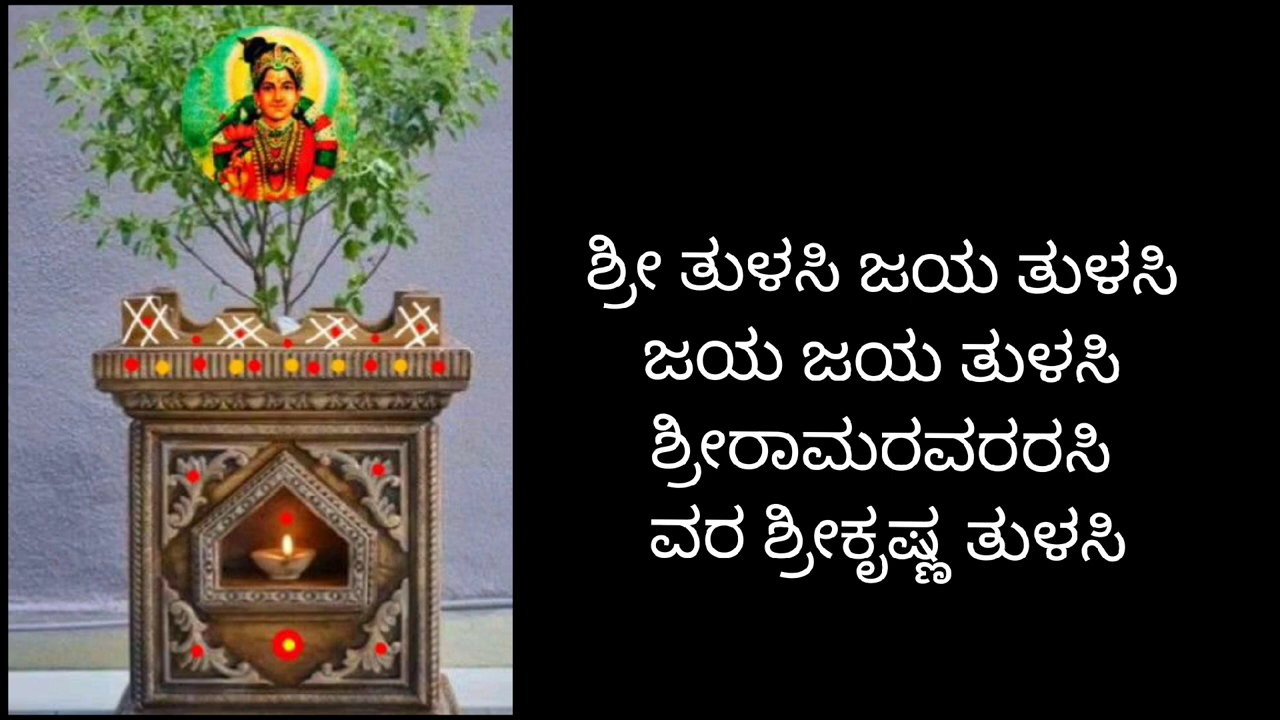 ಶ್ರೀ ತುಳಸಿ ಜಯ ತುಳಸಿ
ಜಯ ಜಯ ತುಳಸಿ
ಶ್ರೀರಾಮರವರರಸಿ
ವರ ಶ್ರೀಕೃಷ್ಣ ತುಳಸಿ